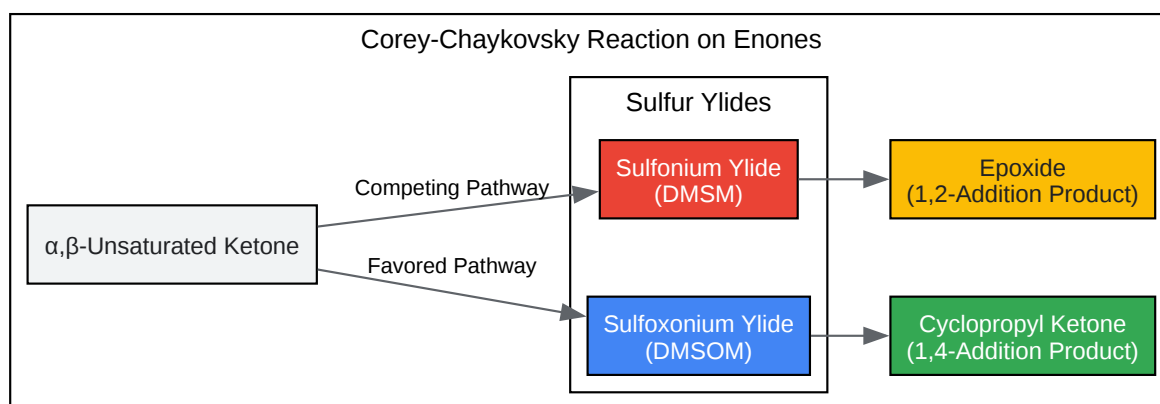 Corey-Chaykovsky Reaction on Enones
Sulfur Ylides
α,β-Unsaturated Ketone
Competing Pathway
Favored Pathway
Sulfonium Ylide
(DMSM)
Epoxide
(1,2-Addition Product)
Sulfoxonium Ylide
(DMSOM)
Cyclopropyl Ketone
(1,4-Addition Product)